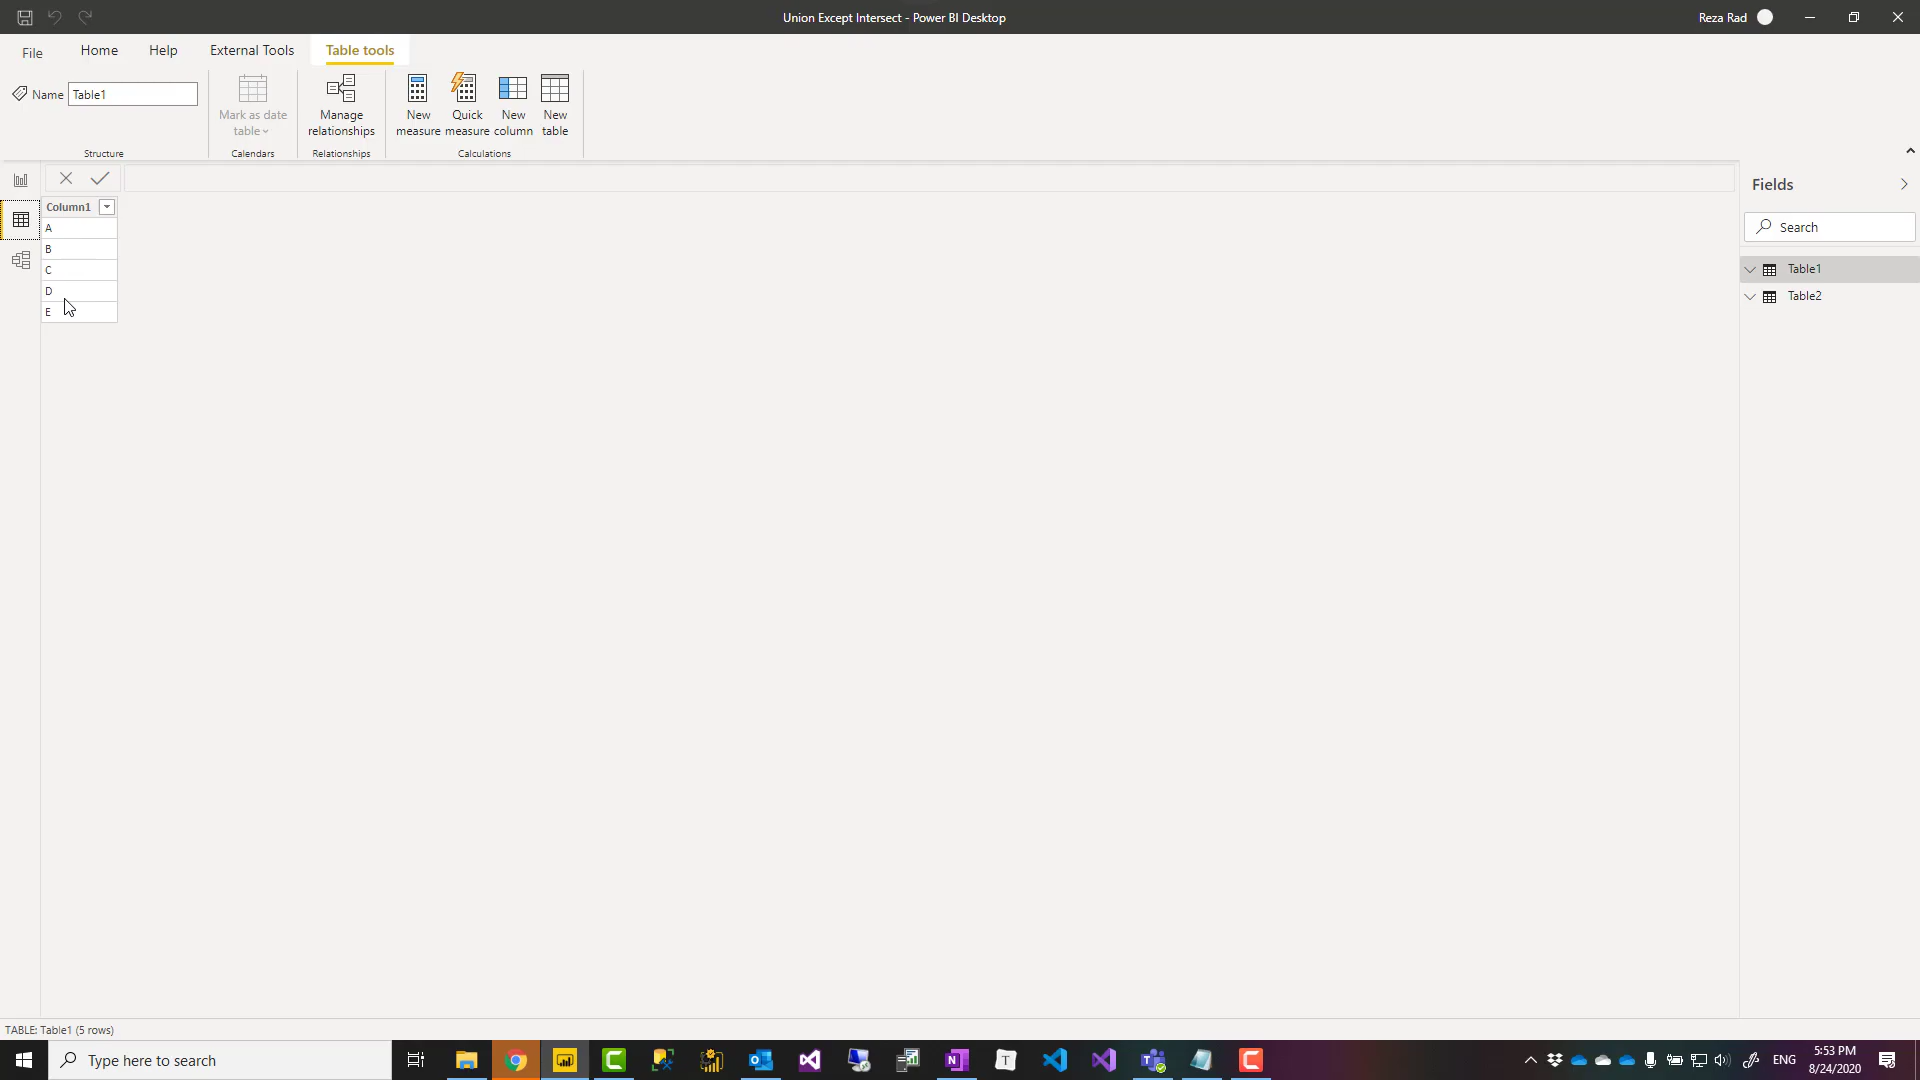 Union Except Intersect - Power BI Desktop
Reza Rad
File
Home
Help
External Tools
Table tools
Name
Table1
Mark as date
table
Manage
relationships
New
measure
Quick
measure
New
column
New
table
Structure
Calendars
Relationships
Calculations
Column1
A
B
C
D
E
Fields
Search
Table1
Table2
TABLE: Table1 (5 rows)
Type here to search
ENG
5:53 PM
8/24/2020